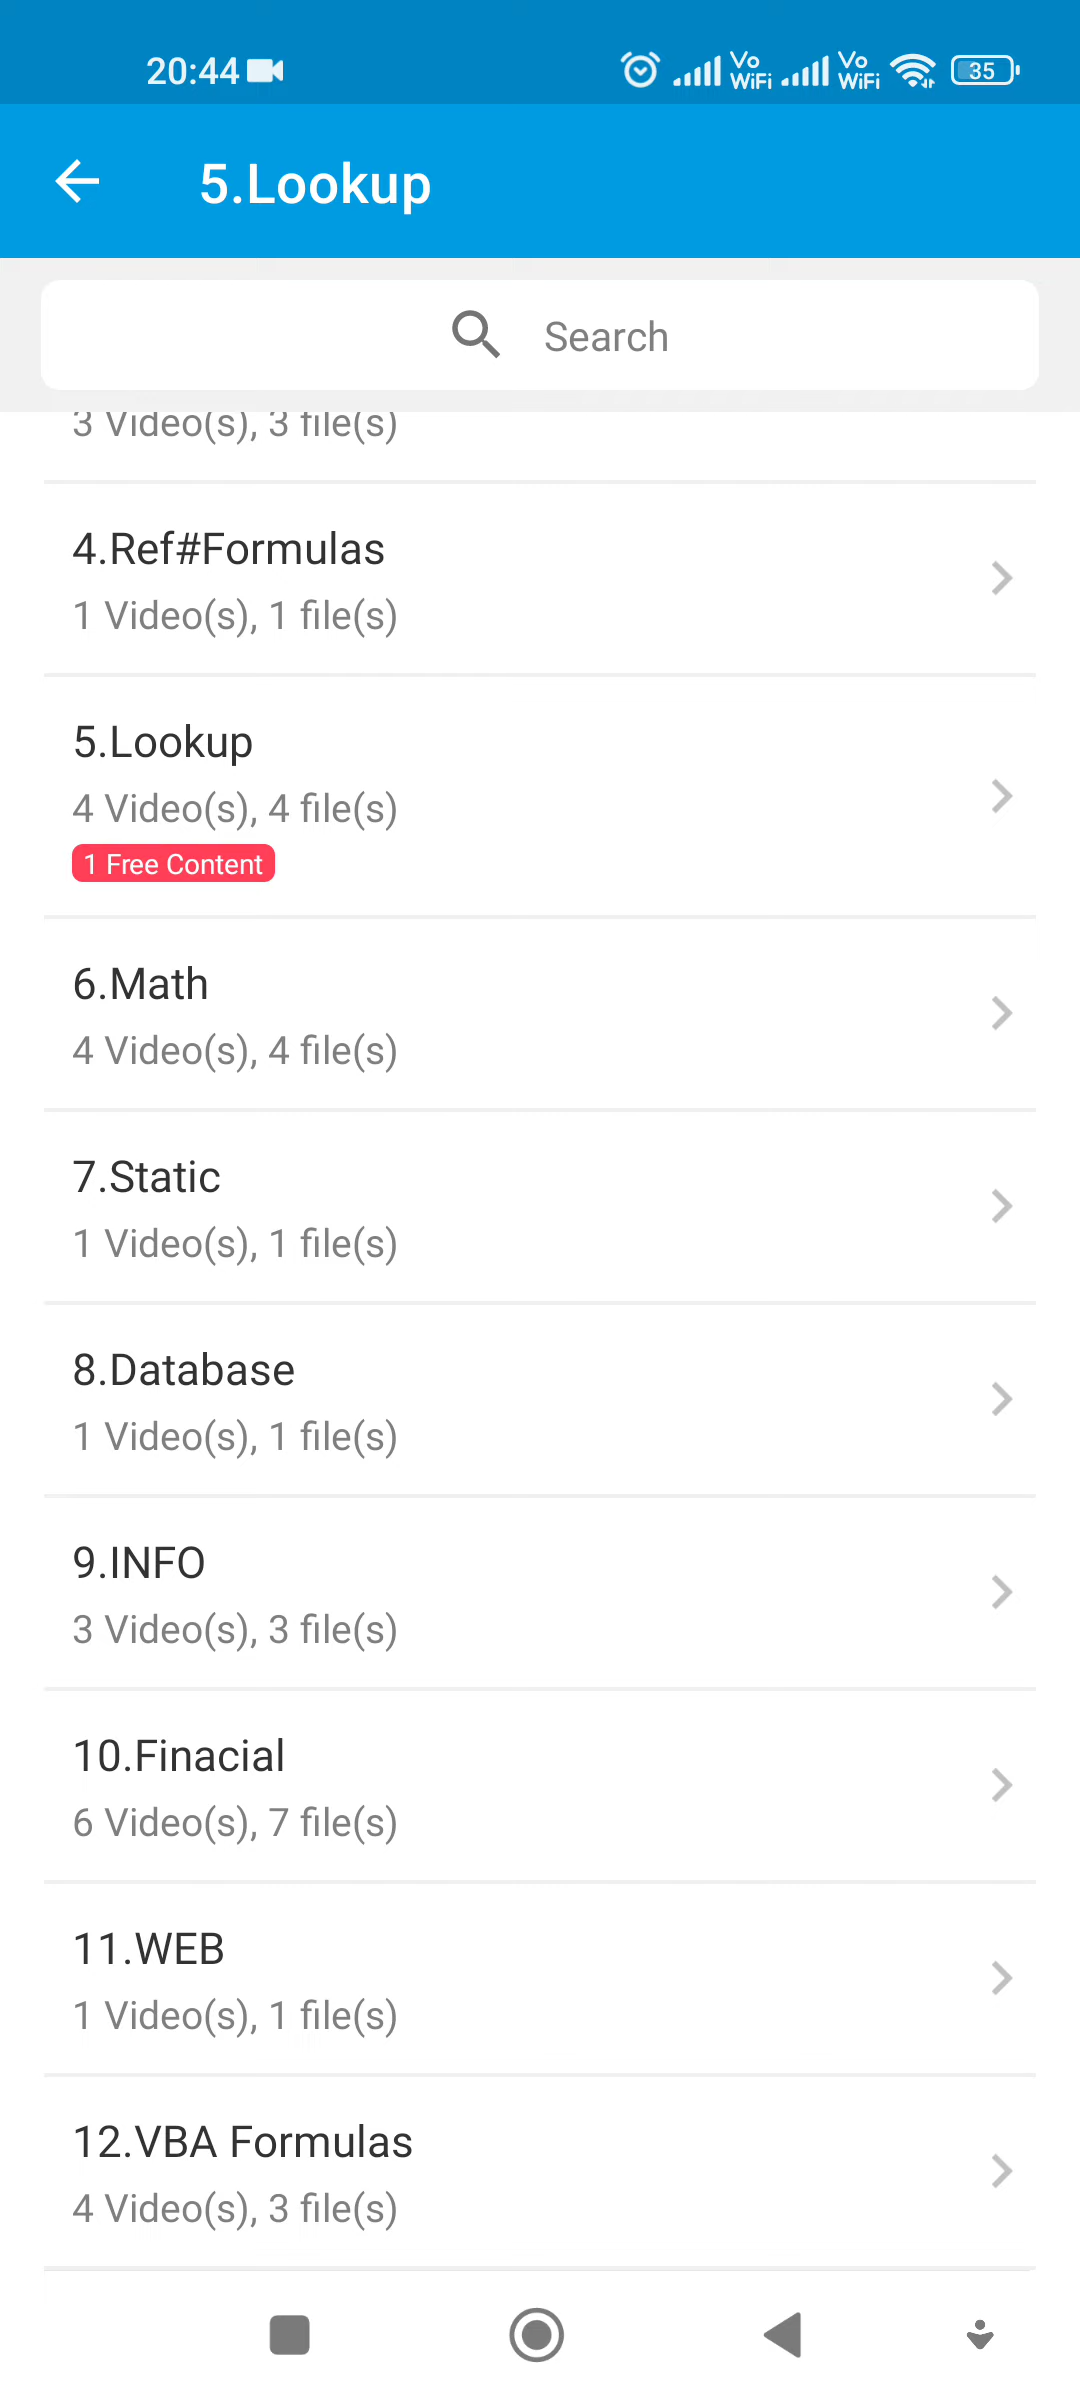 20:44
Vo WiFi
Vo WiFi
35
5.Lookup
Search
3 Video(s), 3 file(s)
4.Ref#Formulas
1 Video(s), 1 file(s)
5.Lookup
4 Video(s), 4 file(s)
1 Free Content
6.Math
4 Video(s), 4 file(s)
7.Static
1 Video(s), 1 file(s)
8.Database
1 Video(s), 1 file(s)
9.INFO
3 Video(s), 3 file(s)
10.Finacial
6 Video(s), 7 file(s)
11.WEB
1 Video(s), 1 file(s)
12.VBA Formulas
4 Video(s), 3 file(s)